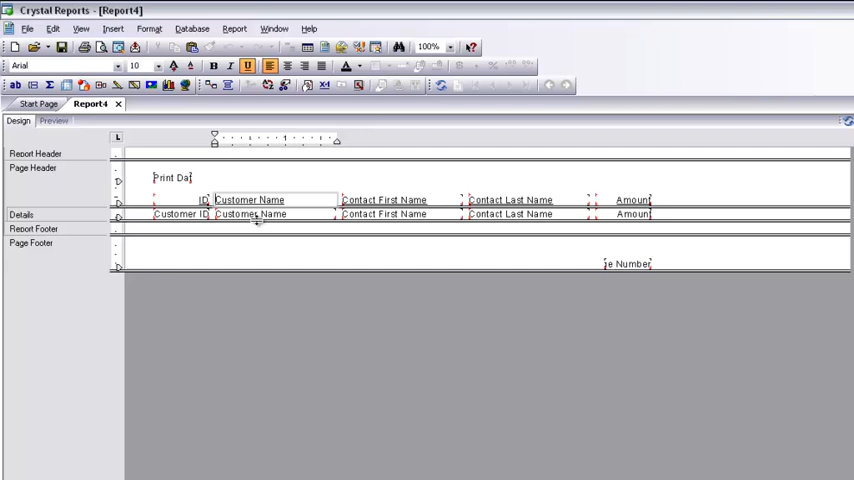 Crystal Reports - [Report4]
File Edit View Insert Format Database Report Window Help
100%
Arial 10 B I U A
ab
Start Page Report4
Design Preview
L 1
Report Header
Page Header
Print Da
ID Customer Name Contact First Name Contact Last Name Amount
Details Customer ID Customer Name Contact First Name Contact Last Name Amount
Report Footer
Page Footer
e Number